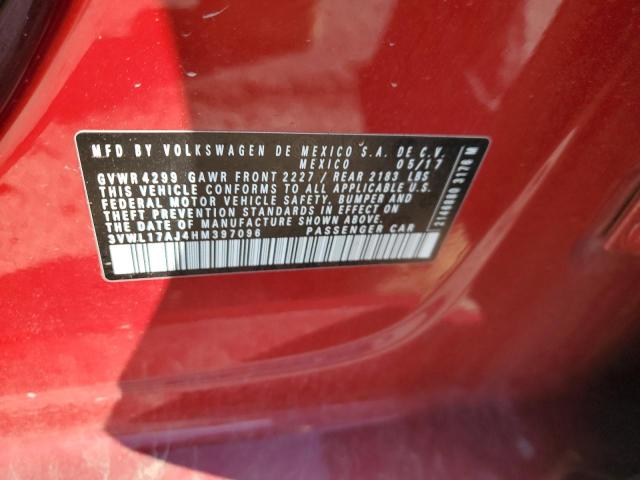 MFD BY VOLKSWAGEN DE MEXICO S.A. DE C.V.
MEXICO 05/17
GVWR 4299 GAWR FRONT 2227 / REAR 2183 LBS
THIS VEHICLE CONFORMS TO ALL APPLICABLE U.S.
FEDERAL MOTOR VEHICLE SAFETY, BUMPER AND
THEFT PREVENTION STANDARDS IN EFFECT ON
THE DATE OF MANUFACTURE SHOWN ABOVE.
3VWL17AJ4HM397096 PASSENGER CAR